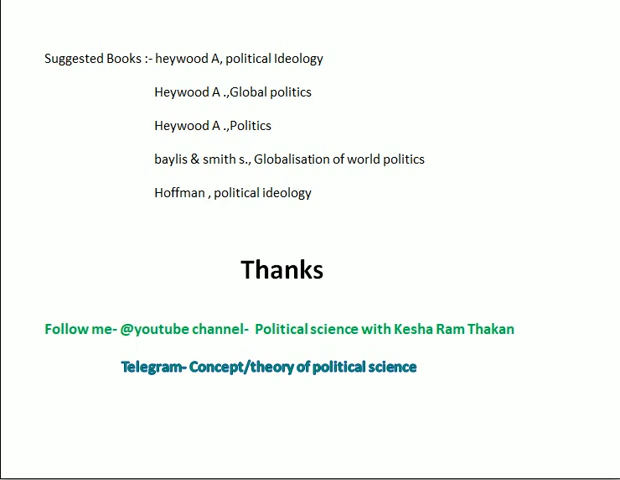 Suggested Books :- heywood A, political Ideology
Heywood A .,Global politics
Heywood A .,Politics
baylis & smith s., Globalisation of world politics
Hoffman , political ideology
Thanks
Follow me- @youtube channel- Political science with Kesha Ram Thakan
Telegram- Concept/theory of political science